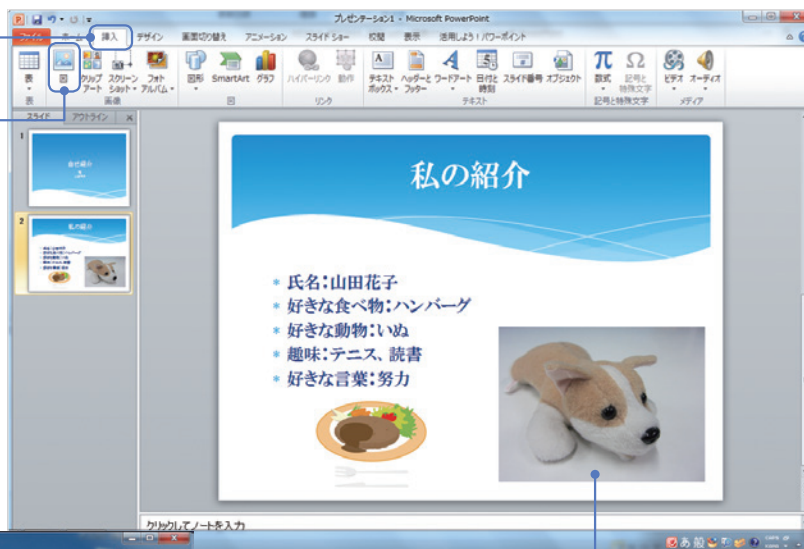 プレゼンテーション1 - Microsoft PowerPoint
ファイル ホーム 挿入 デザイン 画面切り替え アニメーション スライド ショー 校閲 表示 活用しよう！パワーポイント
表 図 クリップアート スクリーンショット フォトアルバム 図形 SmartArt グラフ ハイパーリンク 動作 テキストボックス ヘッダーとフッター ワードアート 日付と時刻 スライド番号 オブジェクト 数式 記号と特殊文字 ビデオ オーディオ
表 画像 図 リンク テキスト 記号と特殊文字 メディア
スライド アウトライン
1
自己紹介
2
私の紹介
私の紹介
* 氏名：山田花子
* 好きな食べ物：ハンバーグ
* 好きな動物：いぬ
* 趣味：テニス、読書
* 好きな言葉：努力
クリックしてノートを入力
あ 般